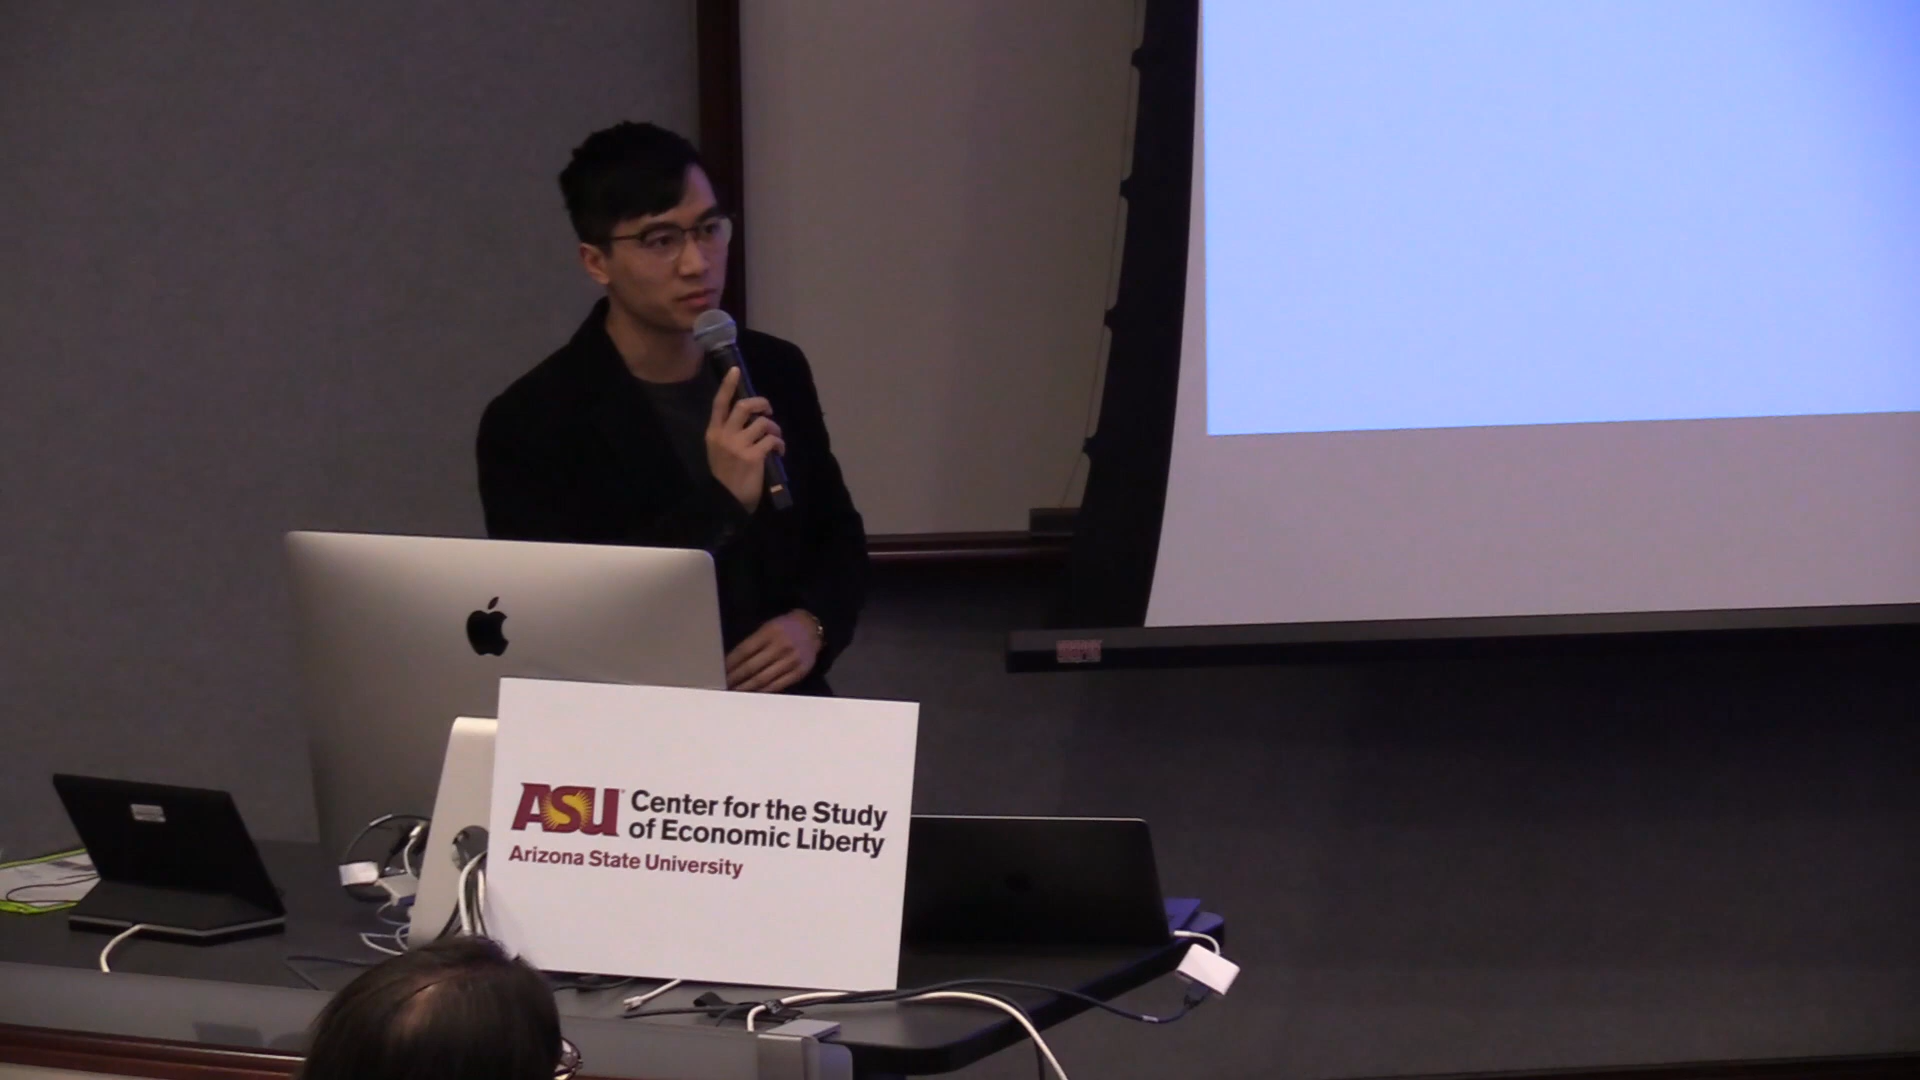 ASU Center for the Study
of Economic Liberty
Arizona State University